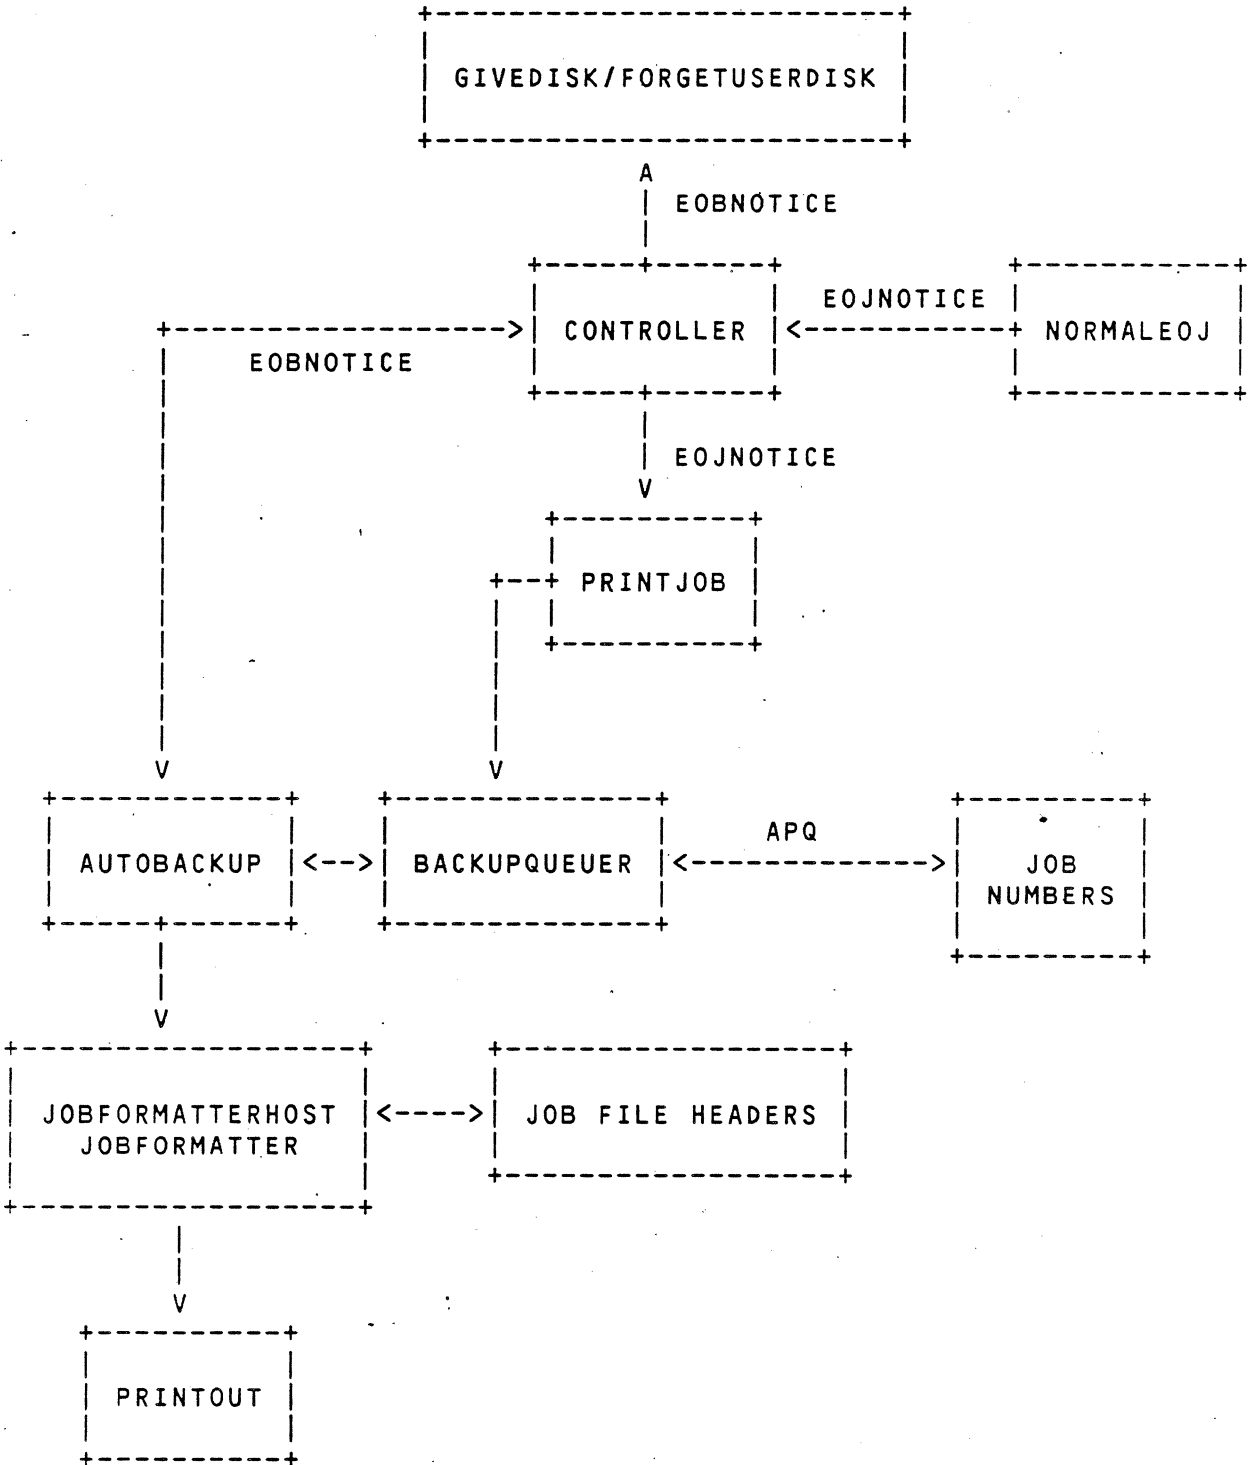 GIVEDISK/FORGETUSERDISK
EOBNOTICE
EOJNOTICE
CONTROLLER
NORMALEOJ
EOBNOTICE
EOJNOTICE
PRINTJOB
APQ
AUTOBACKUP
BACKUPQUEUER
JOB
NUMBERS
JOBFORMATTERHOST
JOBFORMATTER
JOB FILE HEADERS
PRINTOUT